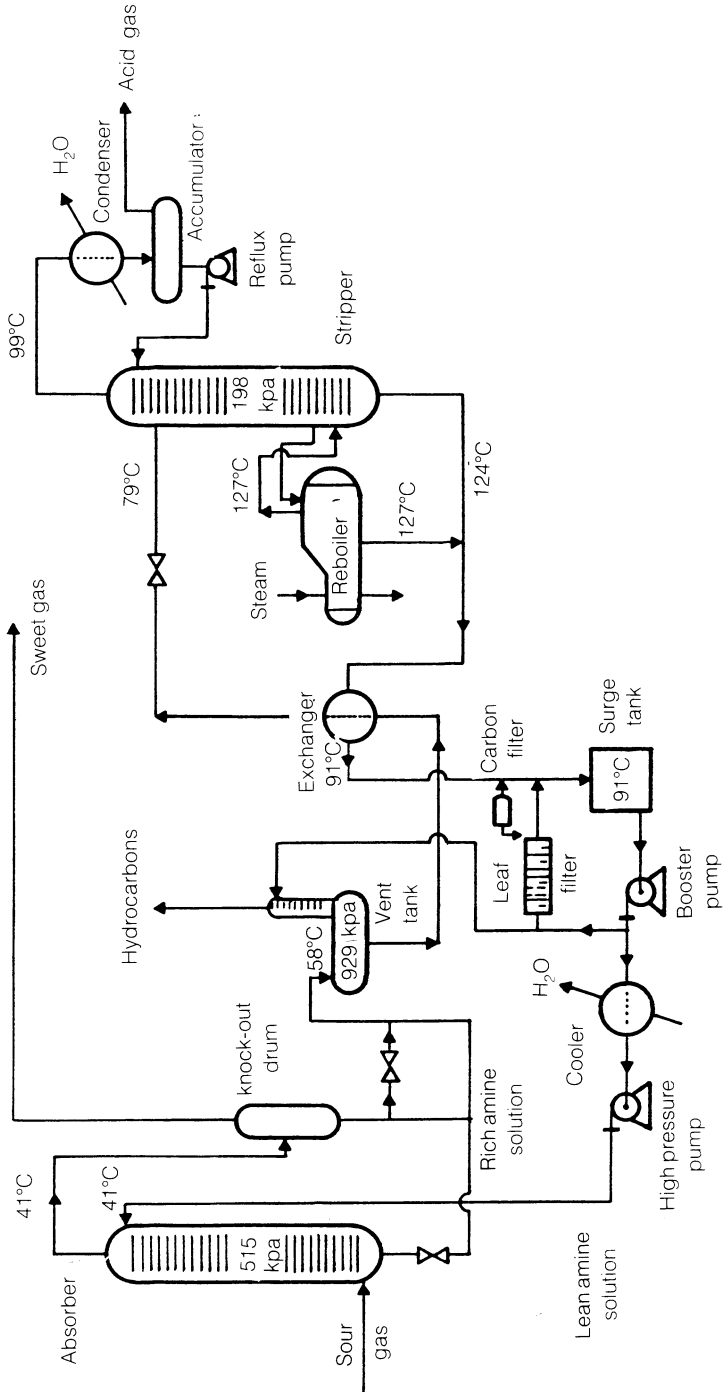 Absorber
41°C
41°C
515
kpa
Sour
gas
Lean amine
solution
High pressure
pump
Cooler
H₂O
Rich amine
solution
knock-out
drum
Sweet gas
Hydrocarbons
58°C
929 kpa
Vent
tank
Leaf
filter
Carbon
filter
Exchanger
91°C
Surge
tank
91°C
Booster
pump
79°C
Steam
Reboiler
127°C
127°C
124°C
198
kpa
Stripper
99°C
H₂O
Condenser
Accumulator
Reflux
pump
Acid gas